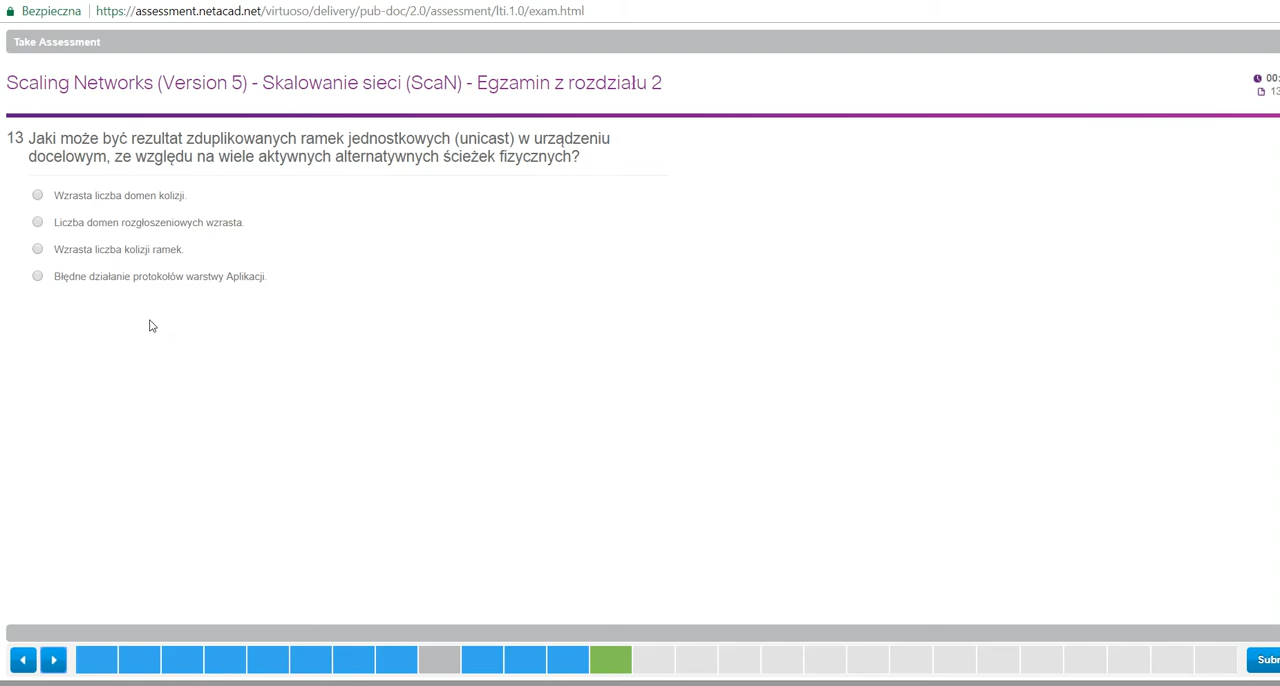 Bezpieczna https://assessment.netacad.net/virtuoso/delivery/pub-doc/2.0/assessment/lti.1.0/exam.html
Take Assessment
Scaling Networks (Version 5) - Skalowanie sieci (ScaN) - Egzamin z rozdziału 2
00:
13
13 Jaki może być rezultat zduplikowanych ramek jednostkowych (unicast) w urządzeniu
docelowym, ze względu na wiele aktywnych alternatywnych ścieżek fizycznych?
Wzrasta liczba domen kolizji.
Liczba domen rozgłoszeniowych wzrasta.
Wzrasta liczba kolizji ramek.
Błędne działanie protokołów warstwy Aplikacji.
Subm